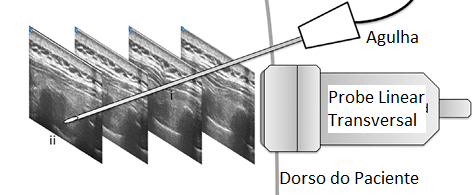 Agulha
i
Probe Linear
Transversal
ii
Dorso do Paciente